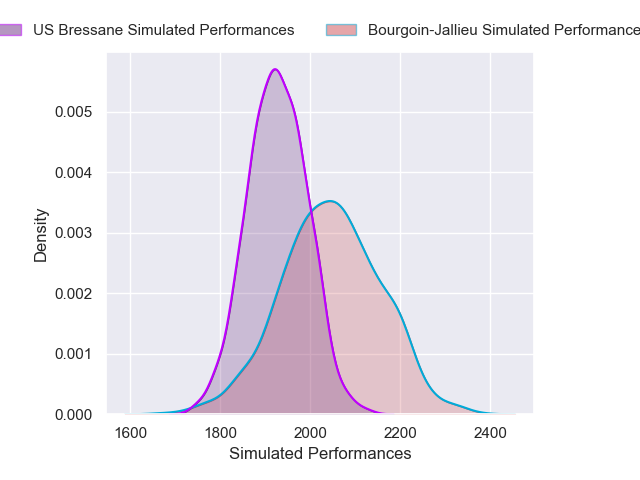 US Bressane Simulated Performances
Bourgoin-Jallieu Simulated Performance
0.005
0.004
0.003
0.002
0.001
0.000
Density
1600 1800 2000 2200 2400
Simulated Performances